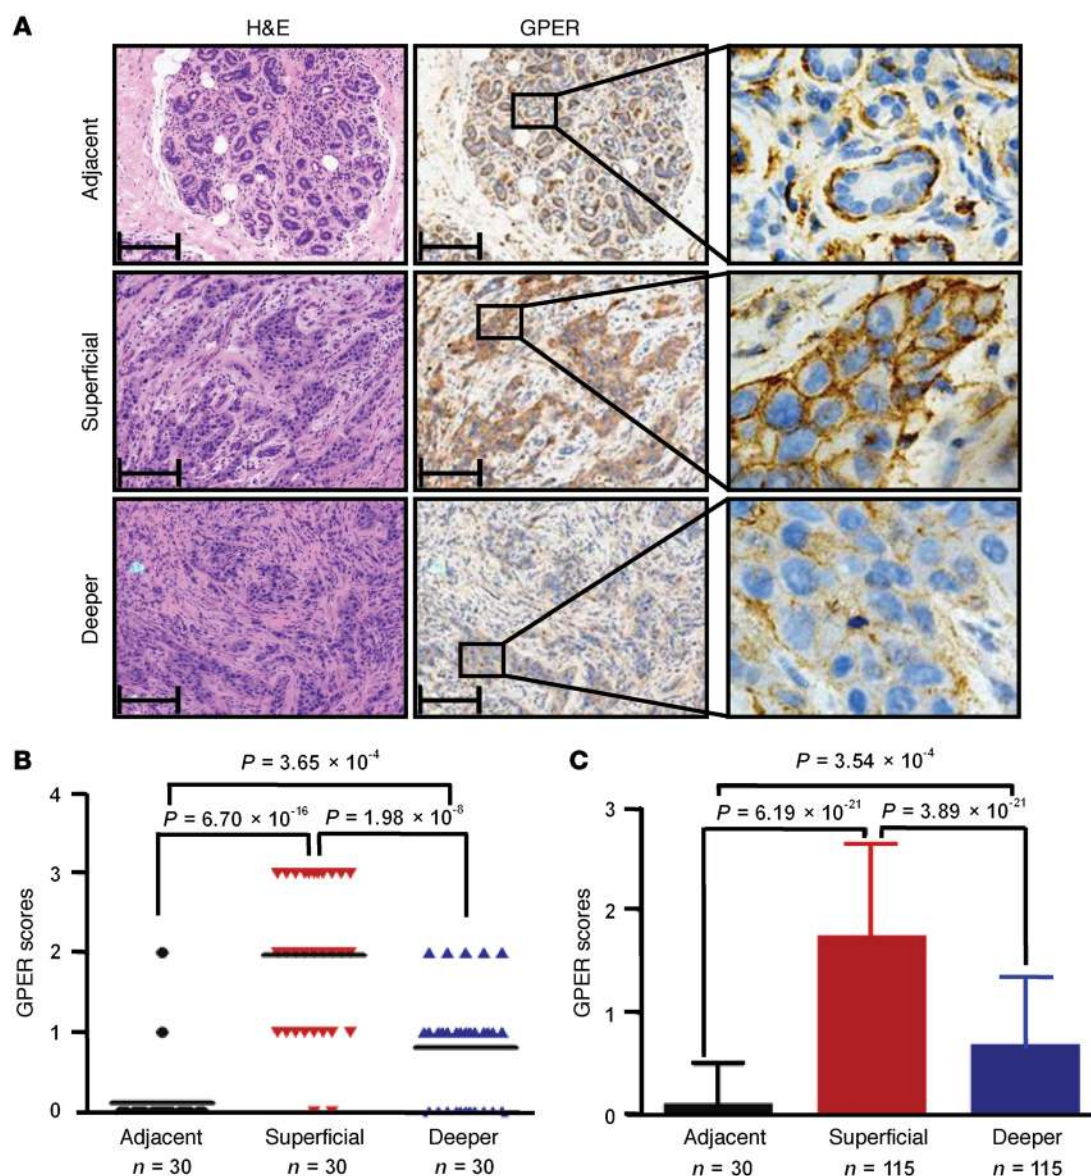 A
H&E
GPER
Adjacent
Superficial
Deeper
B
P = 3.65 × 10⁻⁴
P = 6.70 × 10⁻¹⁶
P = 1.98 × 10⁻⁸
GPER scores
4
3
2
1
0
Adjacent
Superficial
Deeper
n = 30
n = 30
n = 30
C
P = 3.54 × 10⁻⁴
P = 6.19 × 10⁻²¹
P = 3.89 × 10⁻²¹
GPER scores
3
2
1
0
Adjacent
Superficial
Deeper
n = 30
n = 115
n = 115